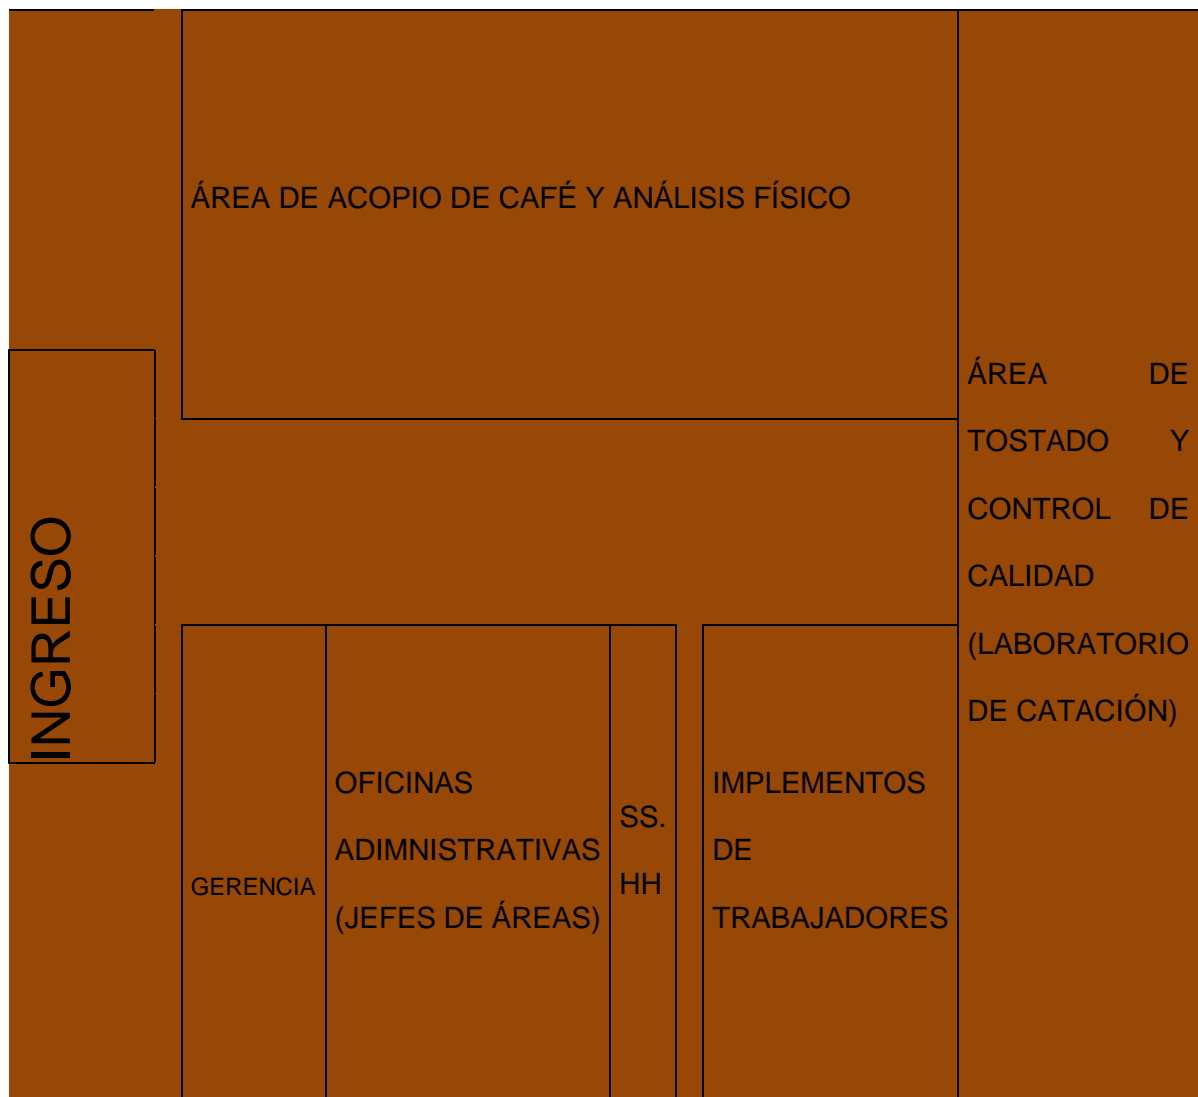 ÁREA DE ACOPIO DE CAFÉ Y ANÁLISIS FÍSICO
ÁREA DE
TOSTADO Y
CONTROL DE
CALIDAD
(LABORATORIO
DE CATACIÓN)
INGRESO
GERENCIA
OFICINAS
ADIMNISTRATIVAS
(JEFES DE ÁREAS)
SS.
HH
IMPLEMENTOS
DE
TRABAJADORES